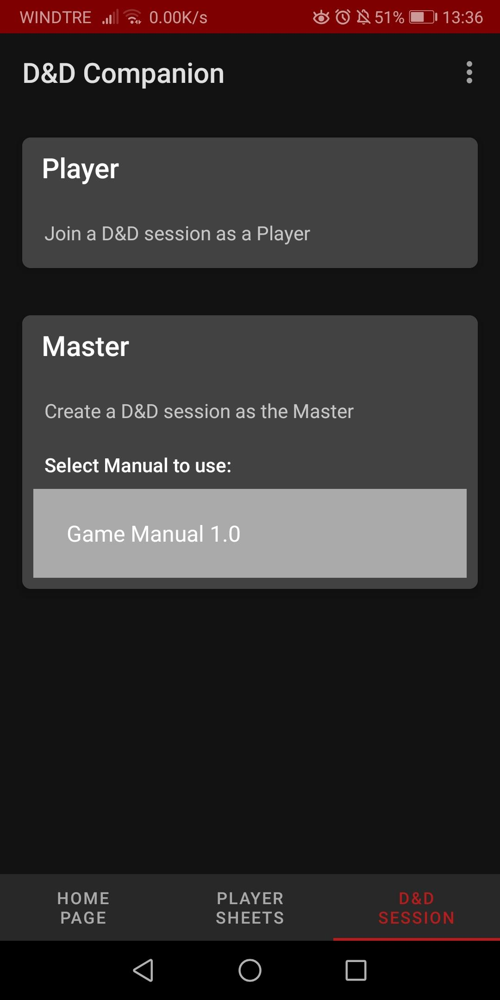 WINDTRE 0.00K/s 51% 13:36
D&D Companion
Player
Join a D&D session as a Player
Master
Create a D&D session as the Master
Select Manual to use:
Game Manual 1.0
HOME
PAGE
PLAYER
SHEETS
D&D
SESSION